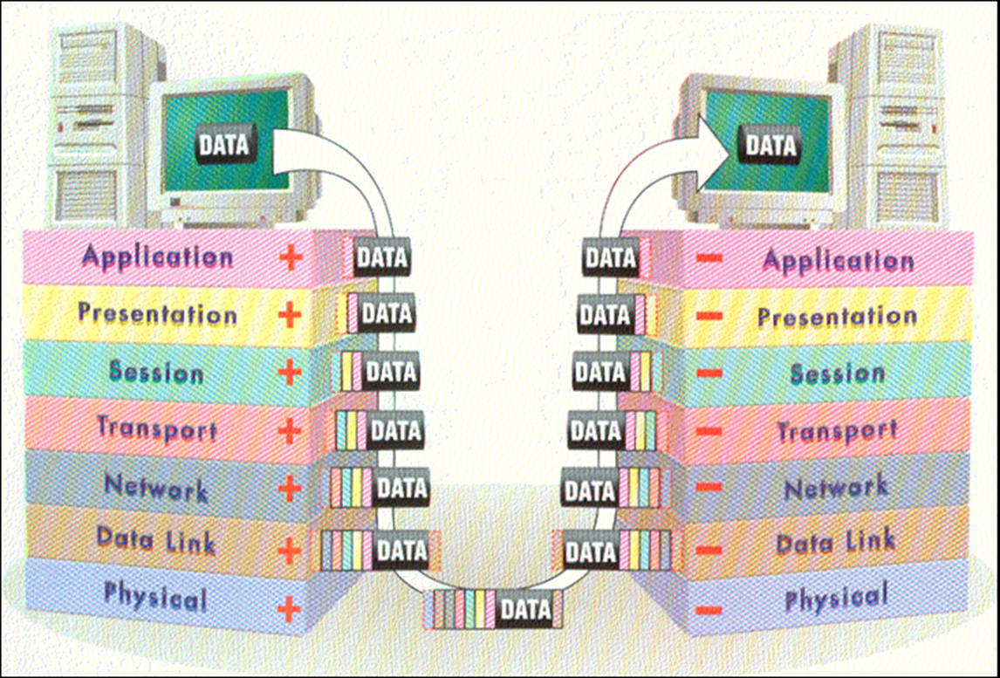 DATA
DATA
Application + DATA
DATA − Application
Presentation + DATA
DATA − Presentation
Session + DATA
DATA − Session
Transport + DATA
DATA − Transport
Network + DATA
DATA − Network
Data Link + DATA
DATA − Data Link
Physical +
DATA
− Physical